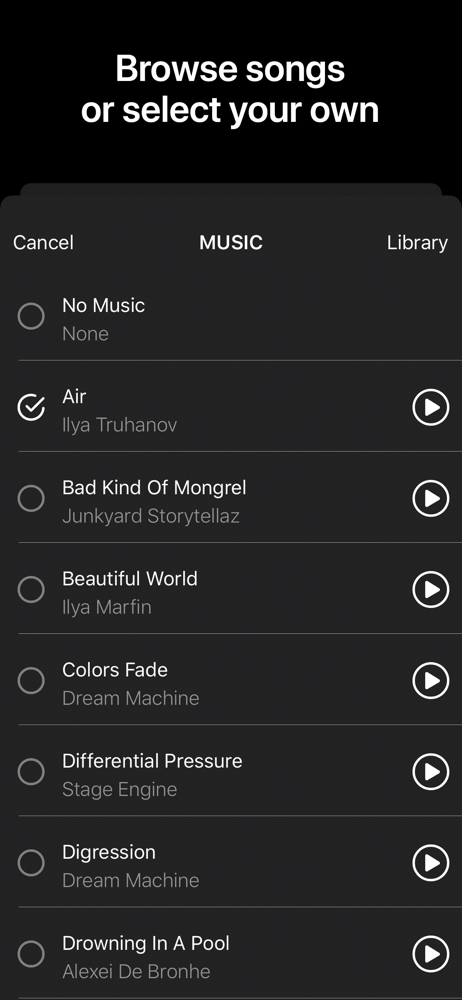 Browse songs
or select your own
Cancel
MUSIC
Library
No Music
None
Air
Ilya Truhanov
Bad Kind Of Mongrel
Junkyard Storytellaz
Beautiful World
Ilya Marfin
Colors Fade
Dream Machine
Differential Pressure
Stage Engine
Digression
Dream Machine
Drowning In A Pool
Alexei De Bronhe